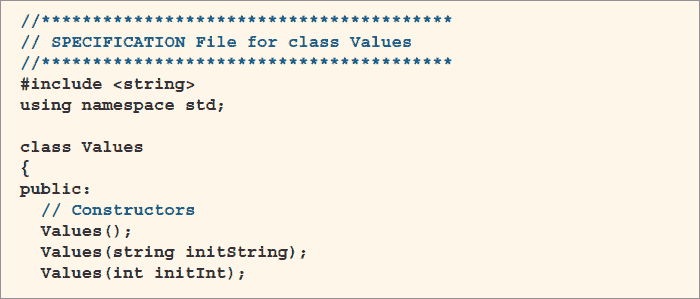 //****************************************
// SPECIFICATION File for class Values
//****************************************
#include <string>
using namespace std;
class Values
{
public:
// Constructors
Values();
Values(string initString);
Values(int initInt);